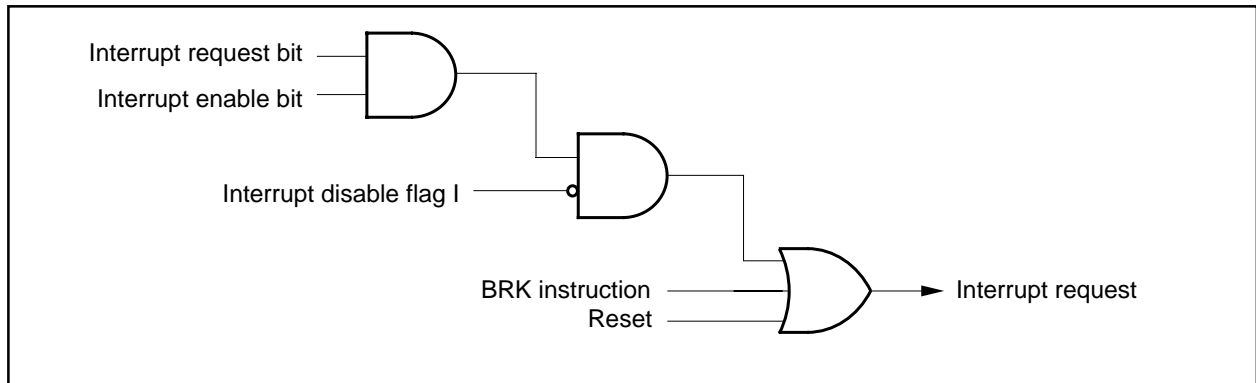 Interrupt request bit
Interrupt enable bit
Interrupt disable flag I
BRK instruction
Reset
Interrupt request